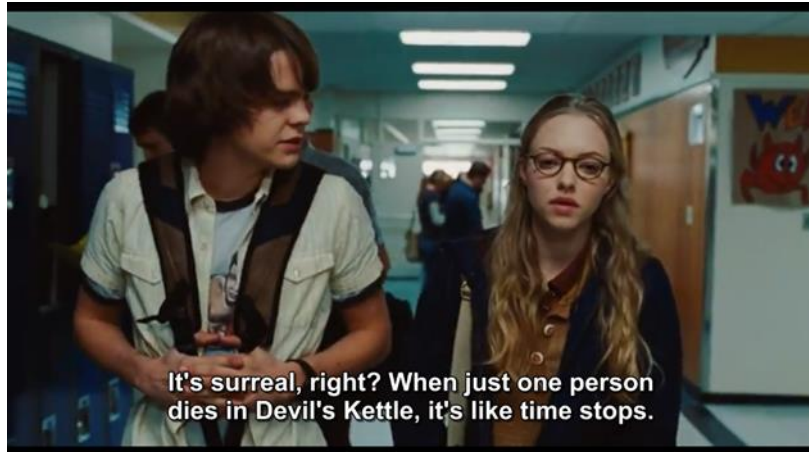 It's surreal, right? When just one person
dies in Devil's Kettle, it's like time stops.